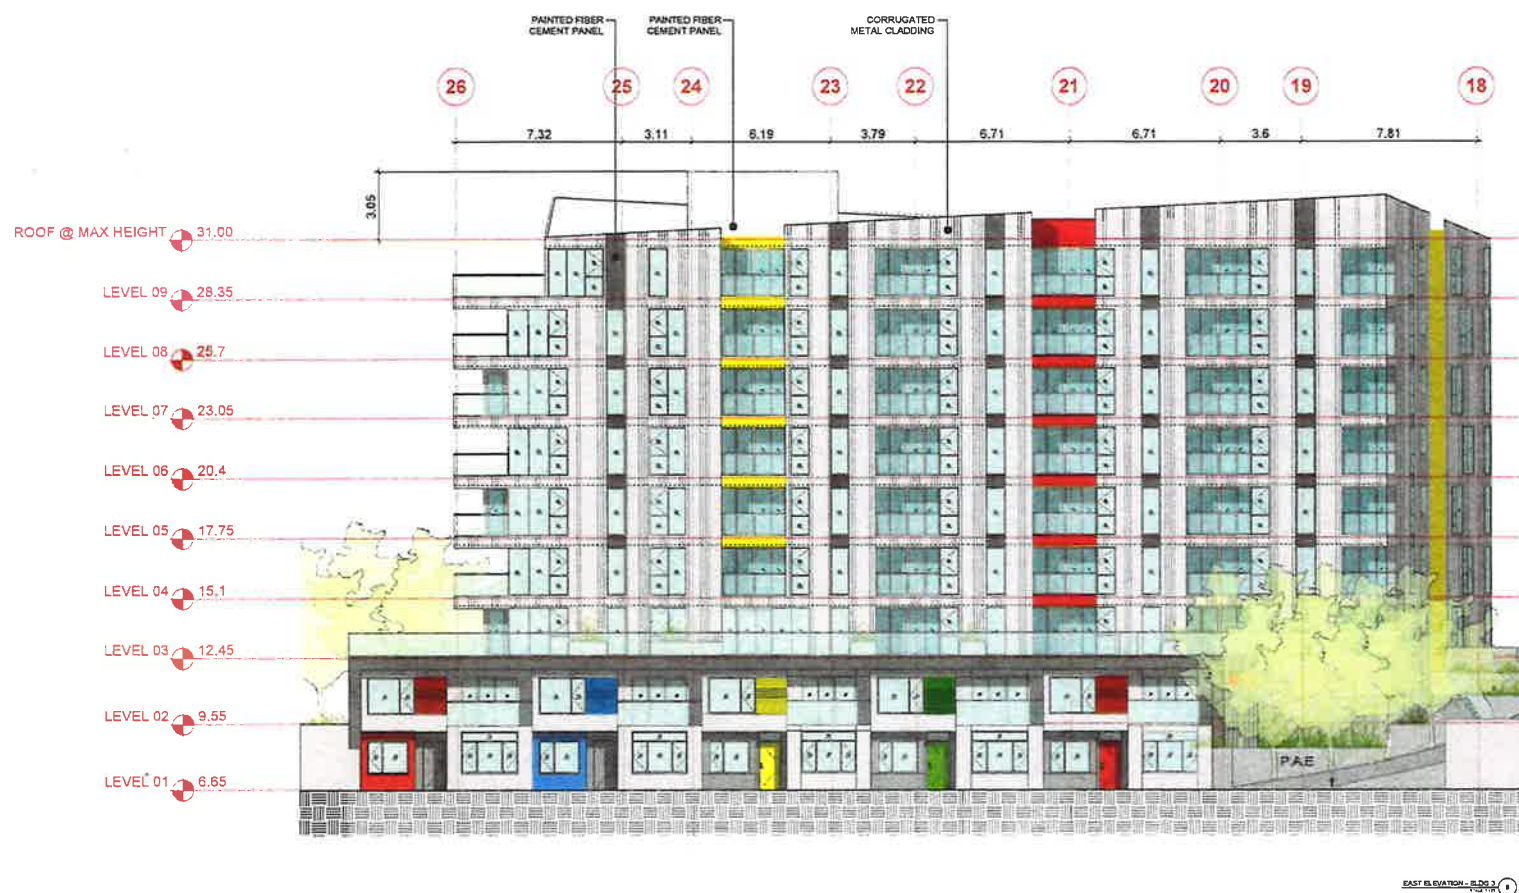 PAINTED FIBER
CEMENT PANEL
PAINTED FIBER
CEMENT PANEL
CORRUGATED
METAL CLADDING
26
25
24
23
22
21
20
19
18
7.32
3.11
6.19
3.79
6.71
6.71
3.6
7.81
3.05
ROOF @ MAX HEIGHT 31.00
LEVEL 09 28.35
LEVEL 08 25.7
LEVEL 07 23.05
LEVEL 06 20.4
LEVEL 05 17.75
LEVEL 04 15.1
LEVEL 03 12.45
LEVEL 02 9.55
LEVEL 01 6.65
PAE
EAST ELEVATION - BLDG 3